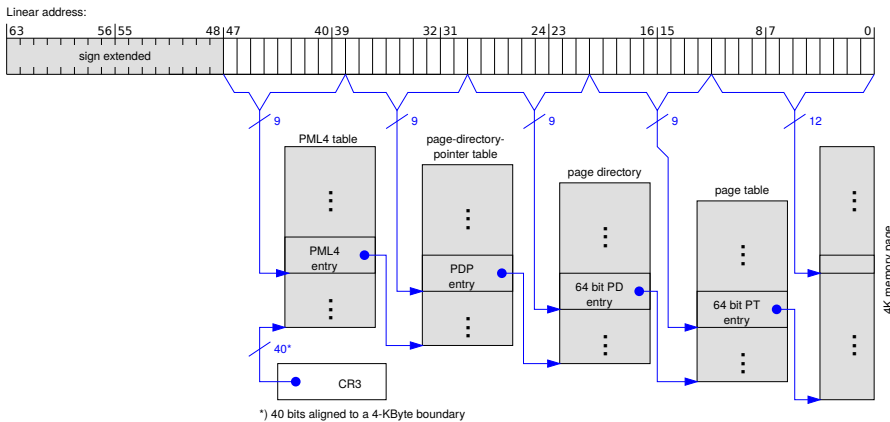 Linear address:
63 56 55 48 47 40 39 32 31 24 23 16 15 8 7 0
sign extended
9 9 9 9 12
PML4 table
page-directory-
pointer table
page directory
page table
PML4
entry
PDP
entry
64 bit PD
entry
64 bit PT
entry
4K memory page
40*
CR3
*) 40 bits aligned to a 4-KByte boundary